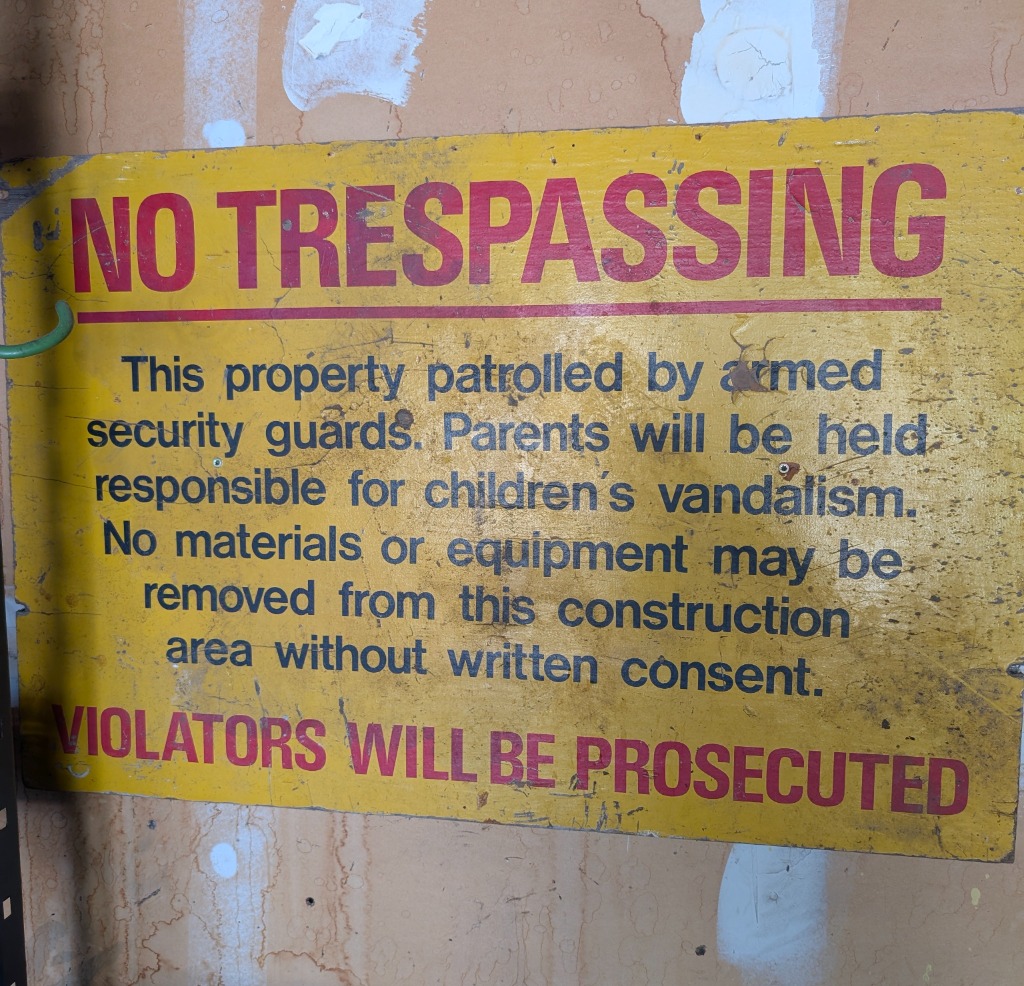 NO TRESPASSING
This property patrolled by armed
security guards. Parents will be held
responsible for children's vandalism.
No materials or equipment may be
removed from this construction
area without written consent.
VIOLATORS WILL BE PROSECUTED